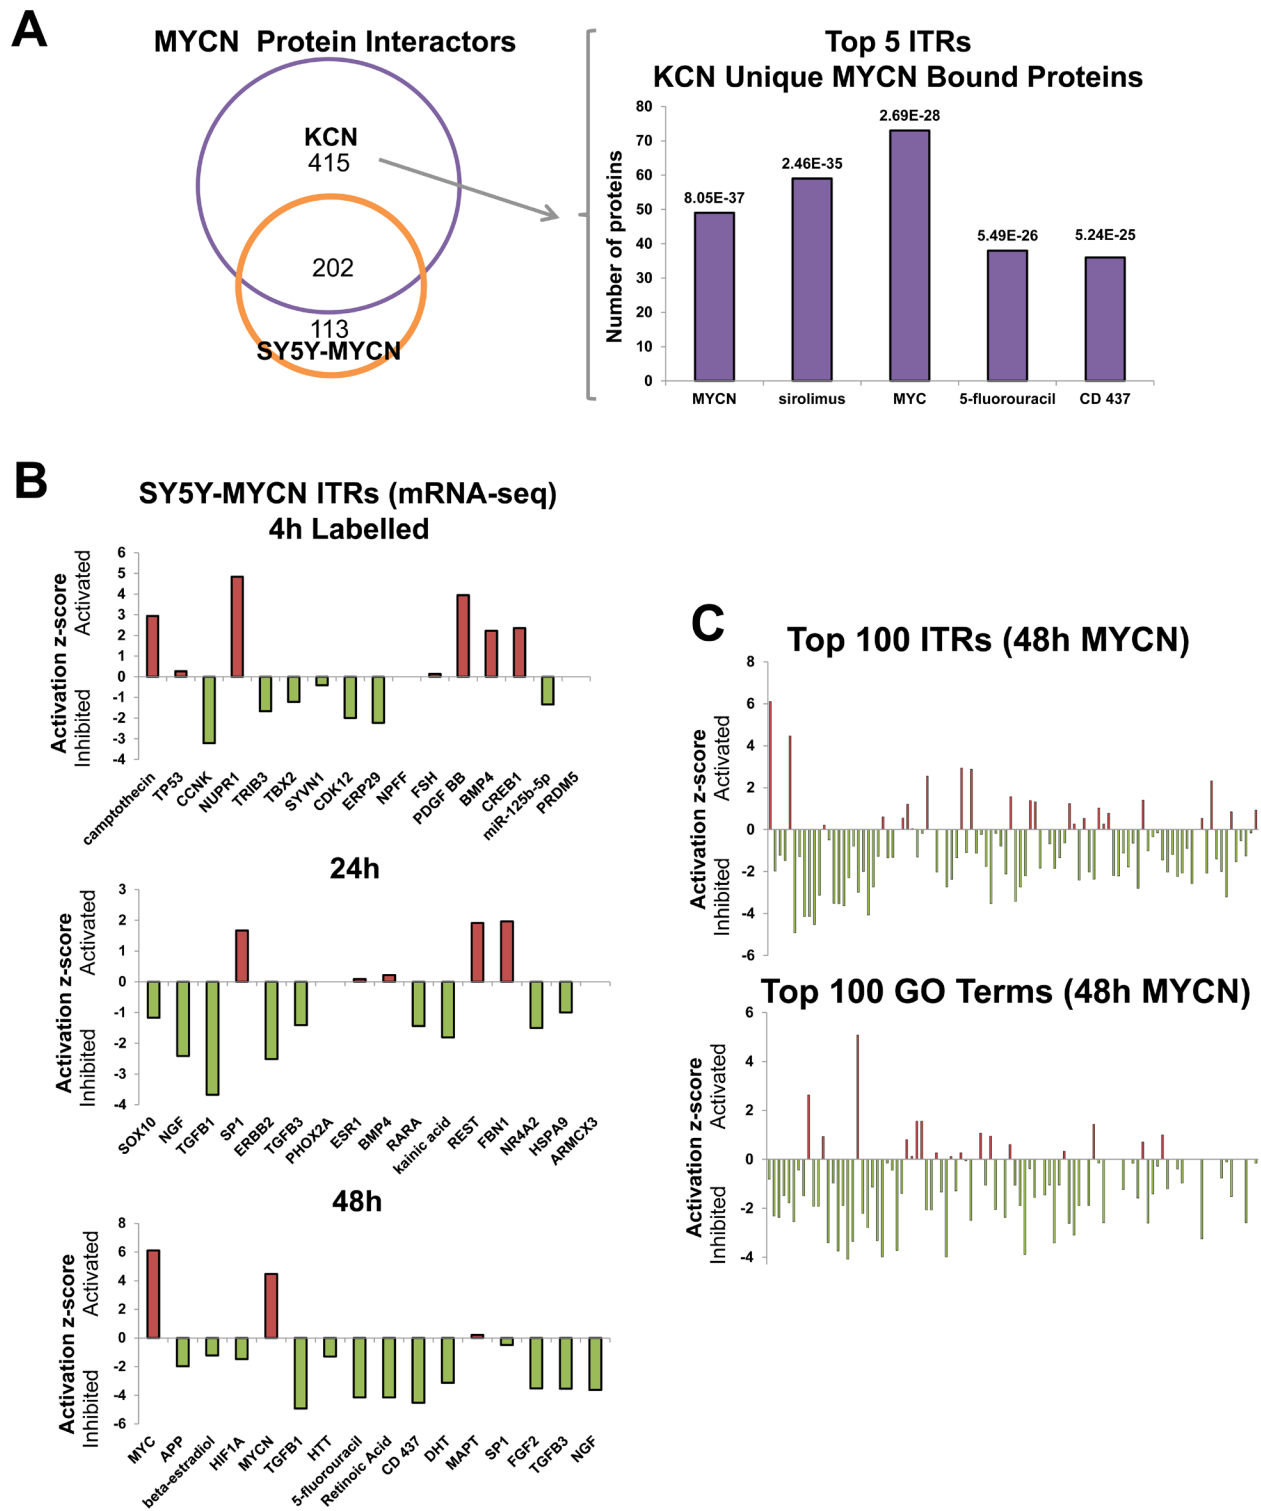 A
MYCN Protein Interactors
KCN
415
202
113
SY5Y-MYCN
Top 5 ITRs
KCN Unique MYCN Bound Proteins
Number of proteins
80
70
60
50
40
30
20
10
0
8.05E-37
2.46E-35
2.69E-28
5.49E-26
5.24E-25
MYCN
sirolimus
MYC
5-fluorouracil
CD 437
B
SY5Y-MYCN ITRs (mRNA-seq)
4h Labelled
Activation z-score
Inhibited
Activated
6
5
4
3
2
1
0
-1
-2
-3
-4
camptothecin
TP53
CCNK
NUPR1
TRIB3
TBX2
SYVN1
CDK12
ERP29
NPFF
FSH
PDGF BB
BMP4
CREB1
miR-125b-5p
PRDM5
24h
Activation z-score
Inhibited
Activated
3
2
1
0
-1
-2
-3
-4
SOX10
NGF
TGFB1
SP1
ERBB2
TGFB3
PHOX2A
ESR1
BMP4
RARA
kainic acid
REST
FBN1
NR4A2
HSPA9
ARMCX3
48h
Activation z-score
Inhibited
Activated
8
6
4
2
0
-2
-4
-6
MYC
APP
beta-estradiol
HIF1A
MYCN
TGFB1
HTT
5-fluorouracil
Retinoic Acid
CD 437
DHT
MAPT
SP1
FGF2
TGFB3
NGF
C
Top 100 ITRs (48h MYCN)
Activation z-score
Inhibited
Activated
8
6
4
2
0
-2
-4
-6
Top 100 GO Terms (48h MYCN)
Activation z-score
Inhibited
Activated
6
4
2
0
-2
-4